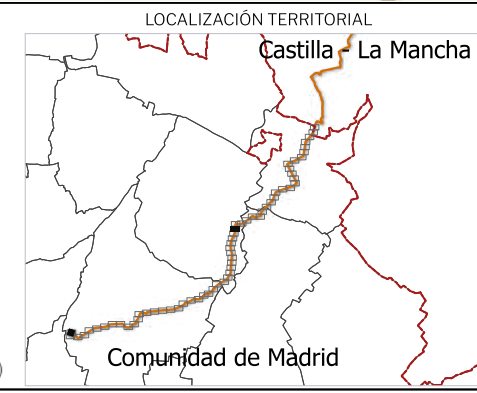 LOCALIZACIÓN TERRITORIAL
Castilla - La Mancha
Comunidad de Madrid